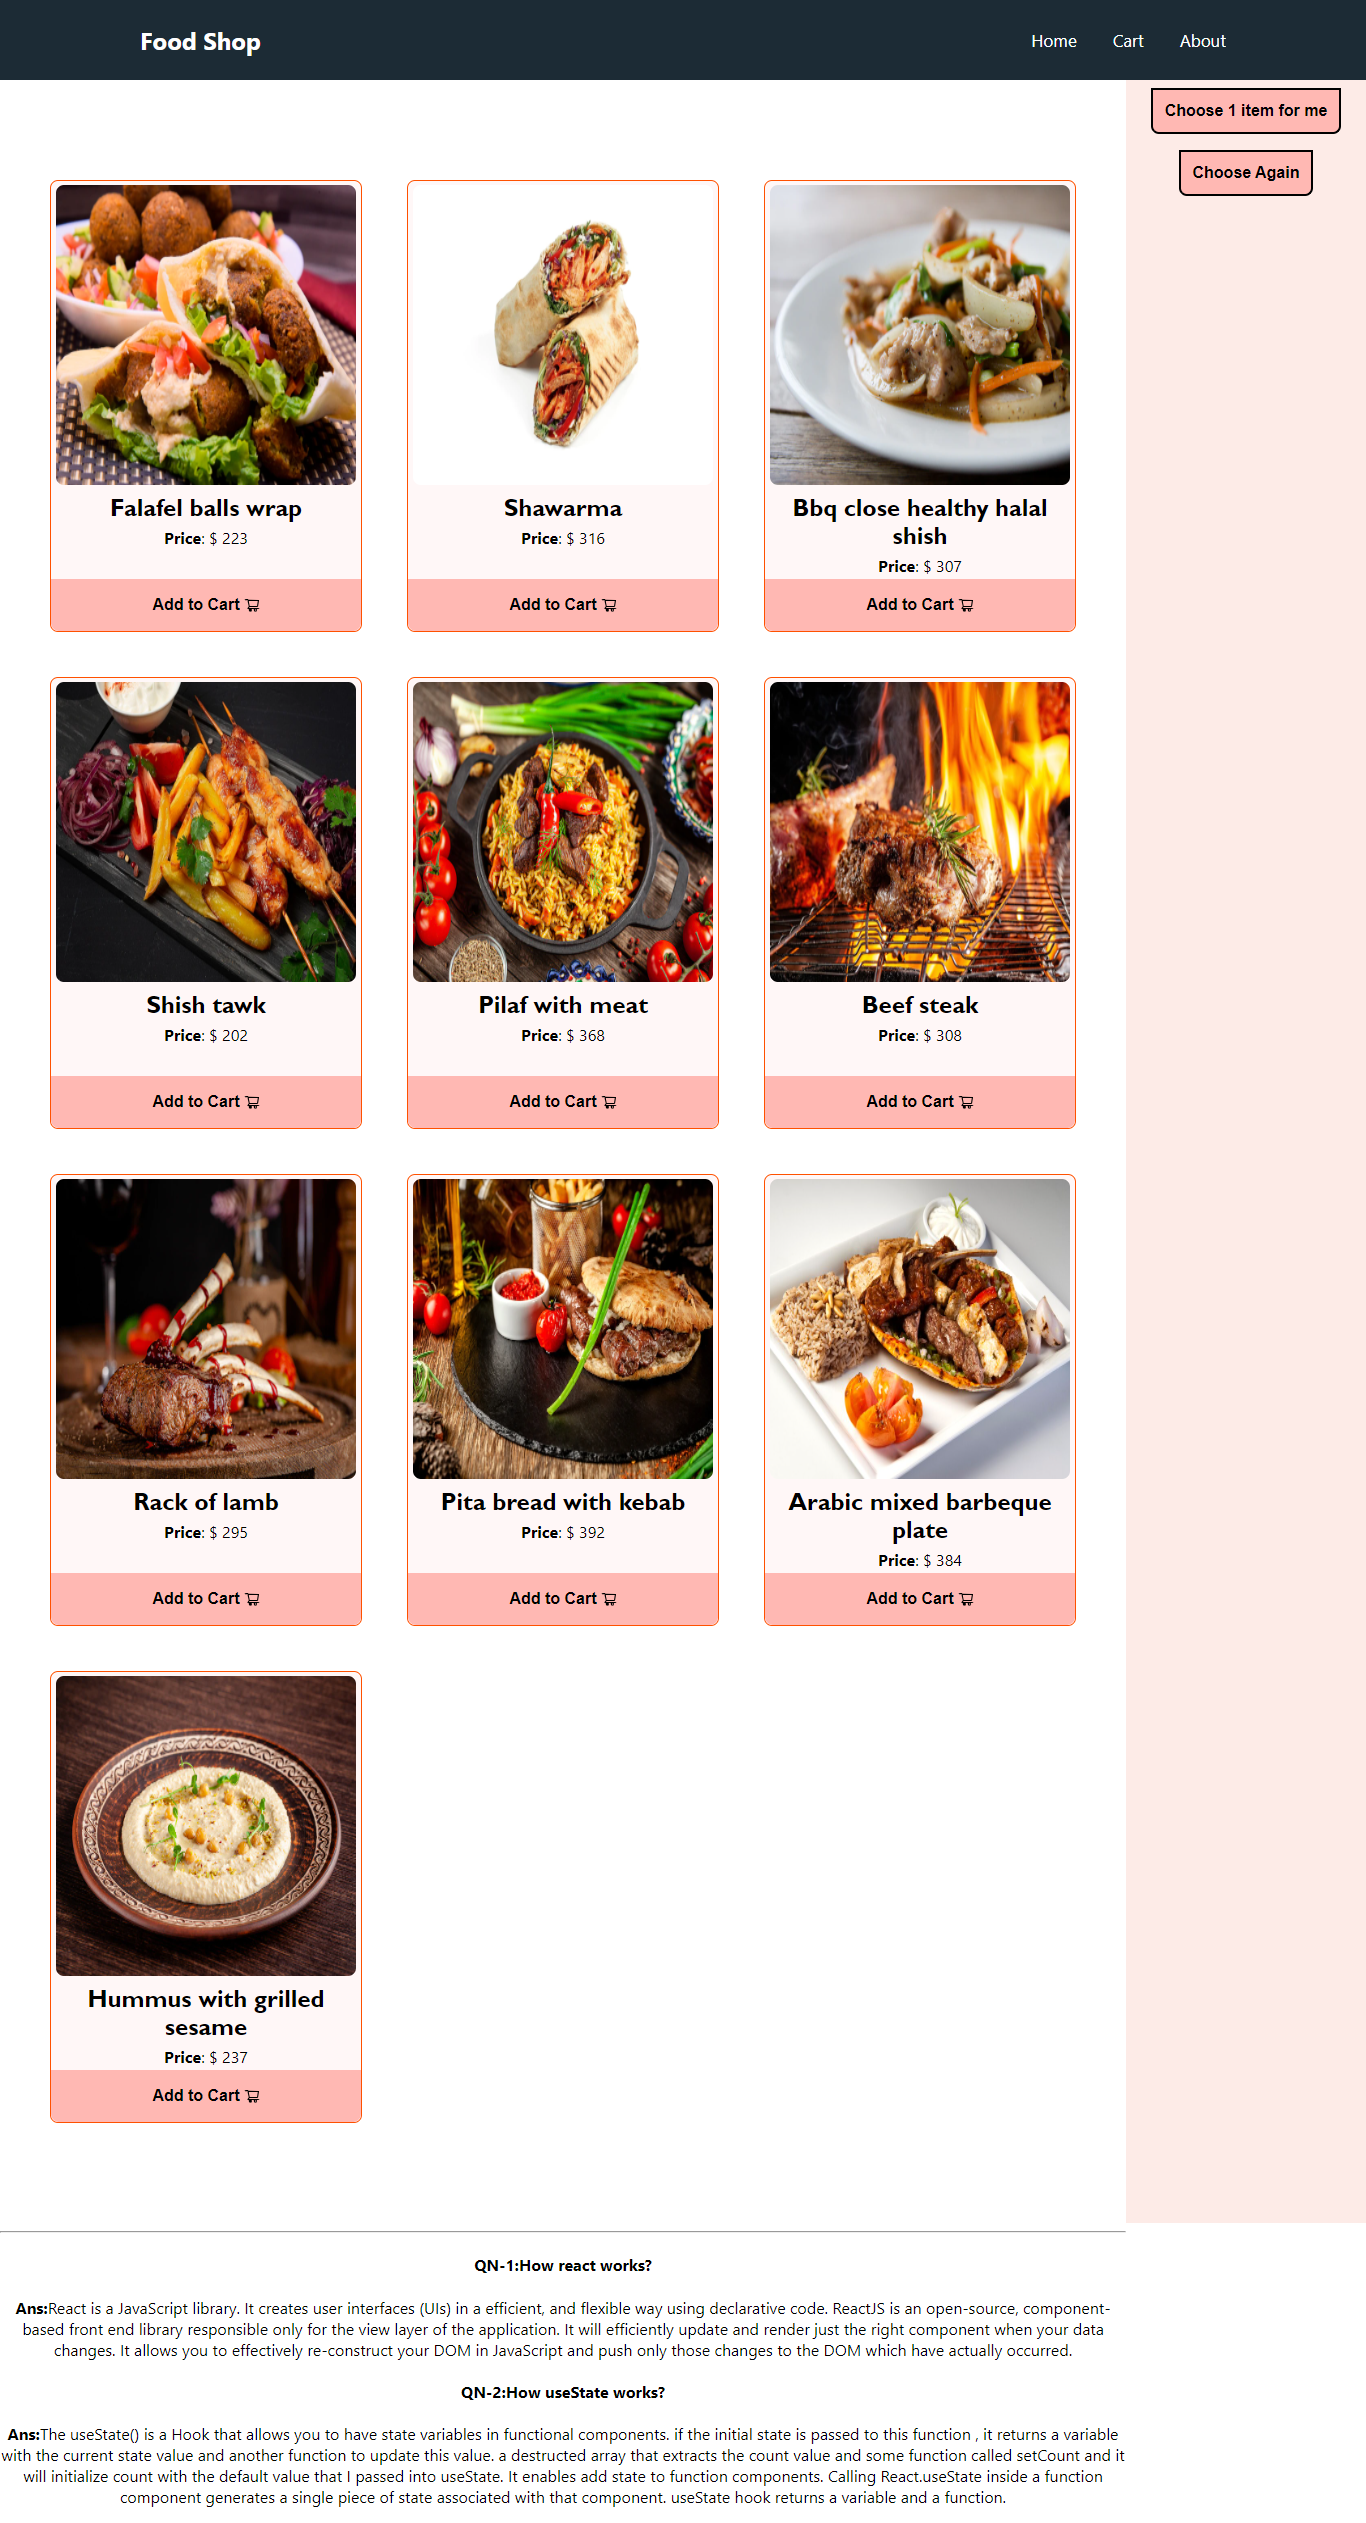 Food Shop
Home Cart About
Choose 1 item for me
Choose Again
Falafel balls wrap
Price: $ 223
Add to Cart
Shawarma
Price: $ 316
Add to Cart
Bbq close healthy halal
shish
Price: $ 307
Add to Cart
Shish tawk
Price: $ 202
Add to Cart
Pilaf with meat
Price: $ 368
Add to Cart
Beef steak
Price: $ 308
Add to Cart
Rack of lamb
Price: $ 295
Add to Cart
Pita bread with kebab
Price: $ 392
Add to Cart
Arabic mixed barbeque
plate
Price: $ 384
Add to Cart
Hummus with grilled
sesame
Price: $ 237
Add to Cart
QN-1:How react works?
Ans:React is a JavaScript library. It creates user interfaces (UIs) in a efficient, and flexible way using declarative code. ReactJS is an open-source, component-
based front end library responsible only for the view layer of the application. It will efficiently update and render just the right component when your data
changes. It allows you to effectively re-construct your DOM in JavaScript and push only those changes to the DOM which have actually occurred.
QN-2:How useState works?
Ans:The useState() is a Hook that allows you to have state variables in functional components. if the initial state is passed to this function , it returns a variable
with the current state value and another function to update this value. a destructed array that extracts the count value and some function called setCount and it
will initialize count with the default value that I passed into useState. It enables add state to function components. Calling React.useState inside a function
component generates a single piece of state associated with that component. useState hook returns a variable and a function.